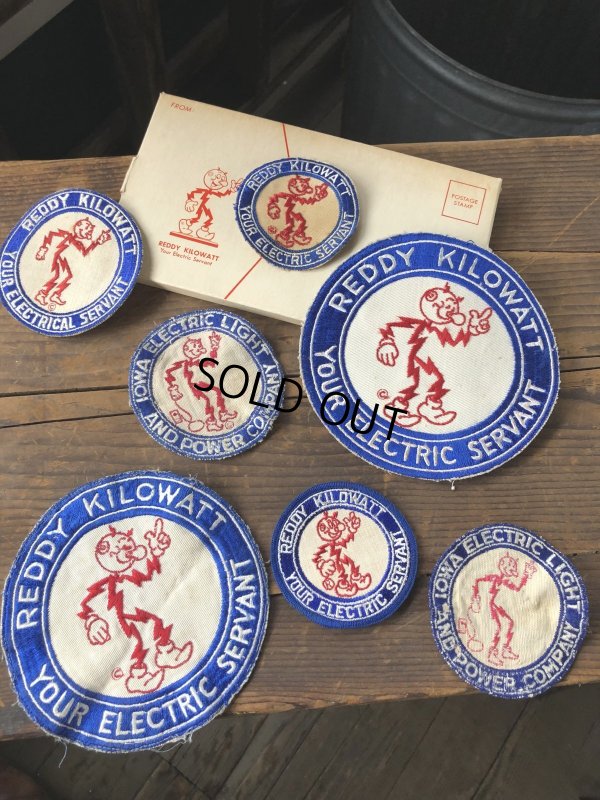 FROM:
POSTAGE
STAMP
REDDY KILOWATT
Your Electric Servant
REDDY KILOWATT
YOUR ELECTRIC SERVANT
REDDY KILOWATT
YOUR ELECTRICAL SERVANT
REDDY KILOWATT
YOUR ELECTRIC SERVANT
©
IOWA ELECTRIC LIGHT
AND POWER COMPANY
SOLD OUT
REDDY KILOWATT
YOUR ELECTRIC SERVANT
©
REDDY KILOWATT
YOUR ELECTRIC SERVANT
IOWA ELECTRIC LIGHT
AND POWER COMPANY